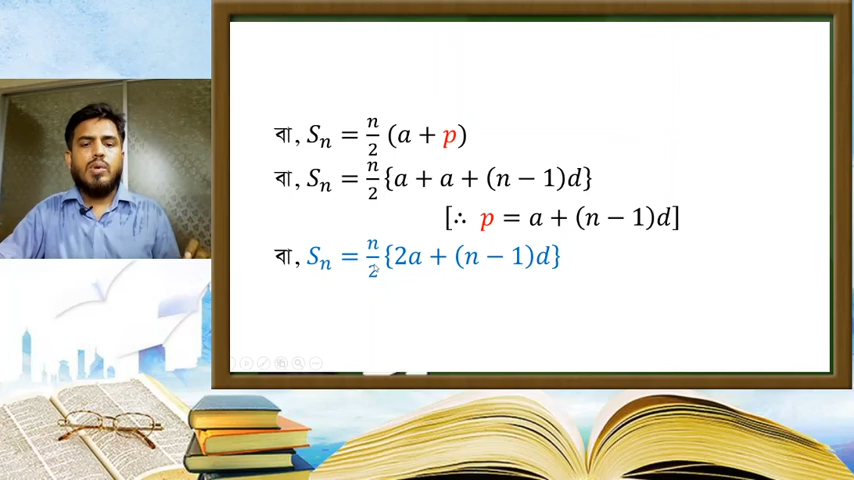 বা, Sₙ = n/2 (a + p)
বা, Sₙ = n/2 {a + a + (n − 1)d}
[∴ p = a + (n − 1)d]
বা, Sₙ = n/2 {2a + (n − 1)d}